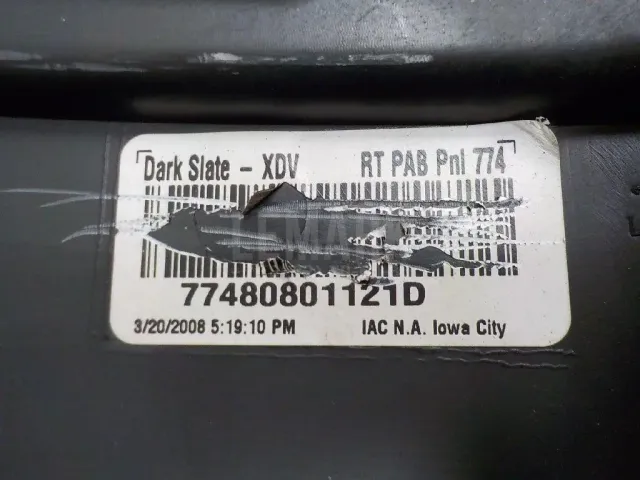 Dark Slate - XDV RT PAB Pnl 774
77480801121D
3/20/2008 5:19:10 PM IAC N.A. Iowa City